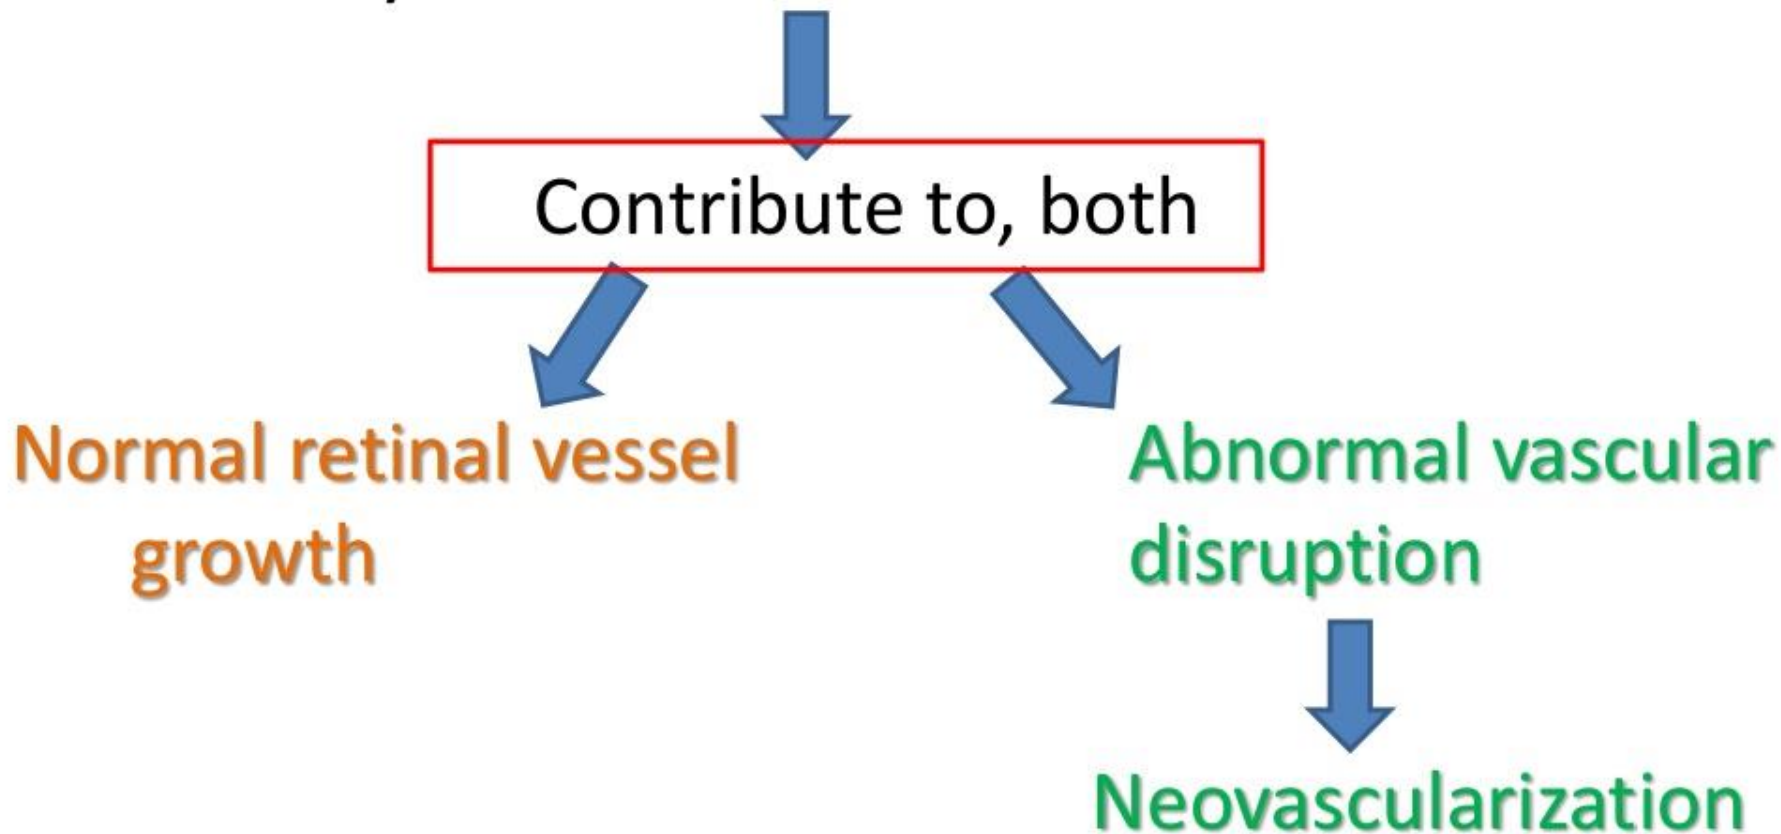 Contribute to, both
Normal retinal vessel
growth
Abnormal vascular
disruption
Neovascularization